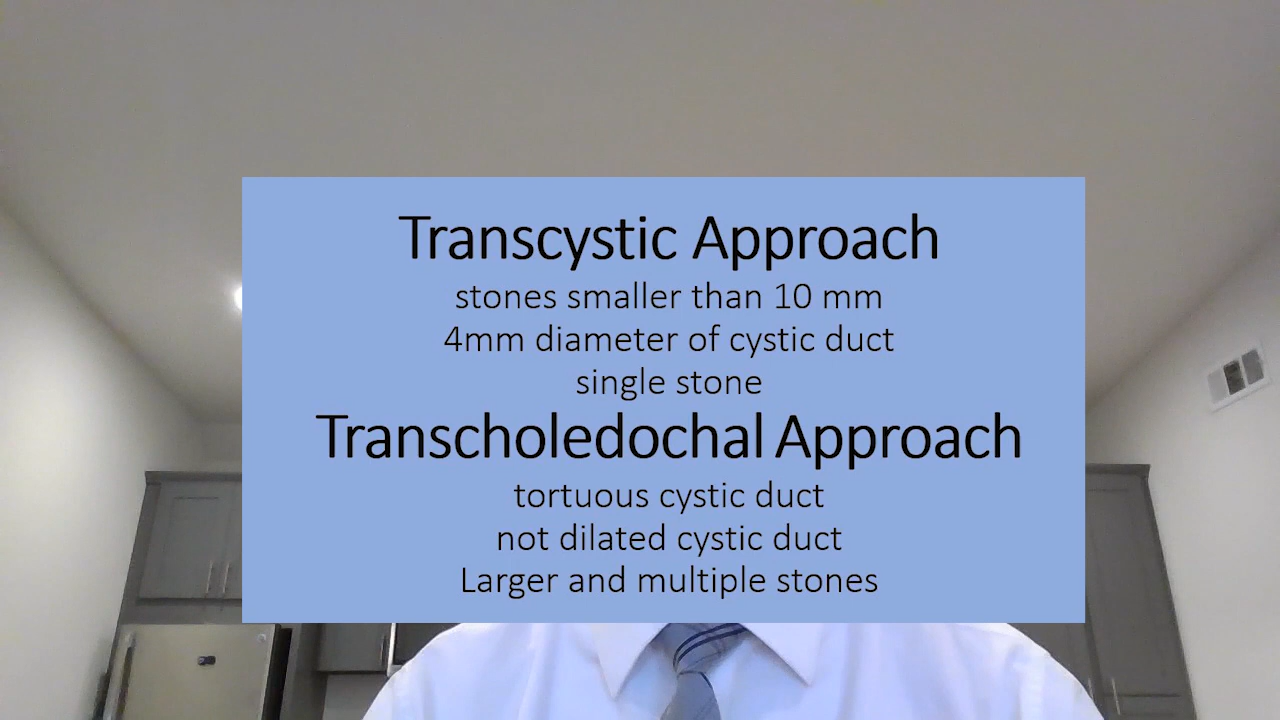 Transcystic Approach
stones smaller than 10 mm
4mm diameter of cystic duct
single stone
Transcholedochal Approach
tortuous cystic duct
not dilated cystic duct
Larger and multiple stones